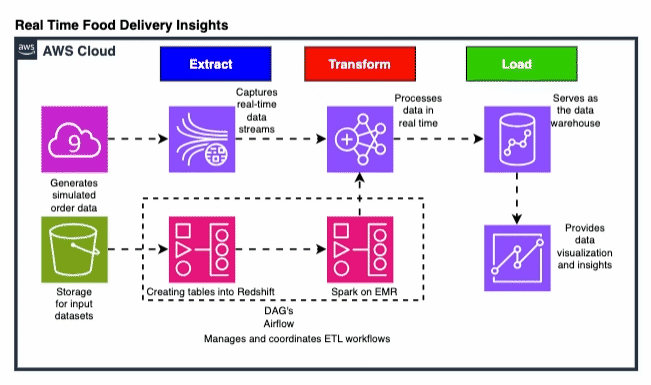 Real Time Food Delivery Insights
aws
AWS Cloud
Extract
Transform
Load
Captures
real-time
data
streams
Processes
data in
real time
Serves as
the data
warehouse
9
Generates
simulated
order data
Storage
for input
datasets
Creating tables into Redshift
Spark on EMR
Provides
data
visualization
and insights
DAG's
Airflow
Manages and coordinates ETL workflows